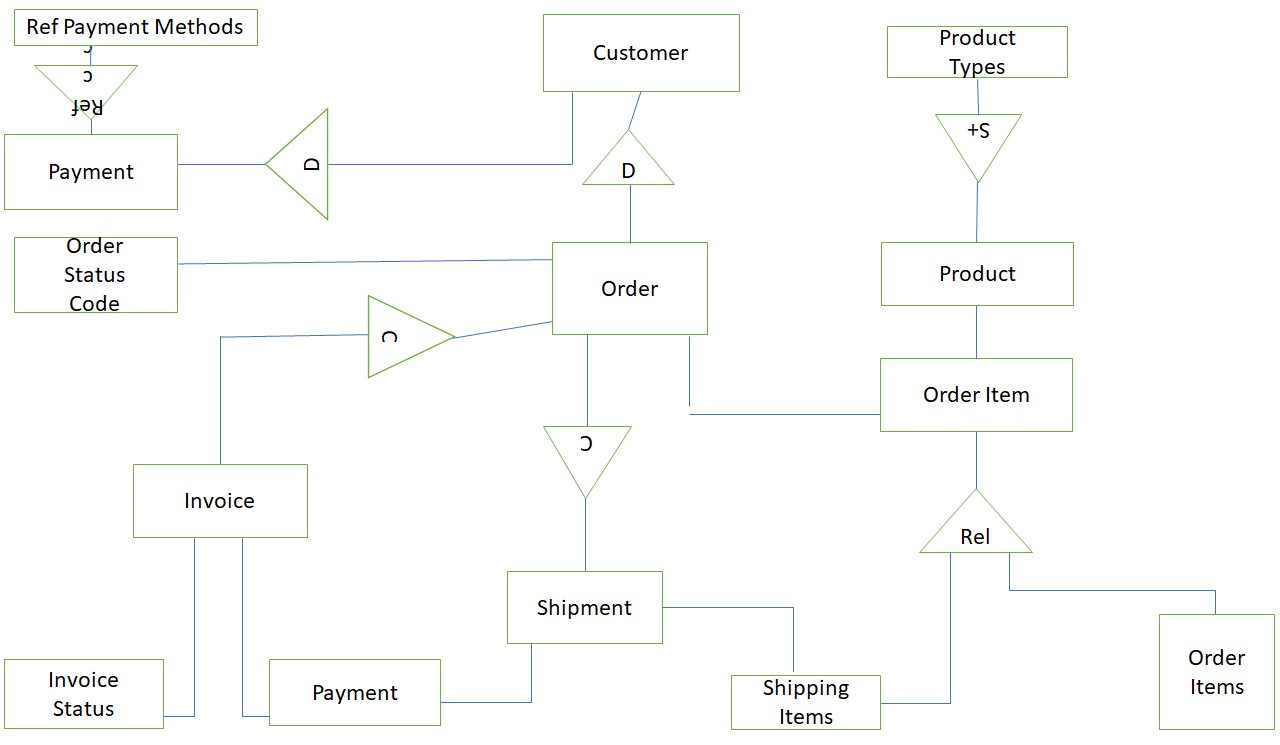 Ref Payment Methods
Customer
Product
Types
c
c
Ref
+S
Payment
D
D
Order
Status
Code
Order
Product
C
Order Item
C
Invoice
Rel
Shipment
Invoice
Status
Payment
Shipping
Items
Order
Items